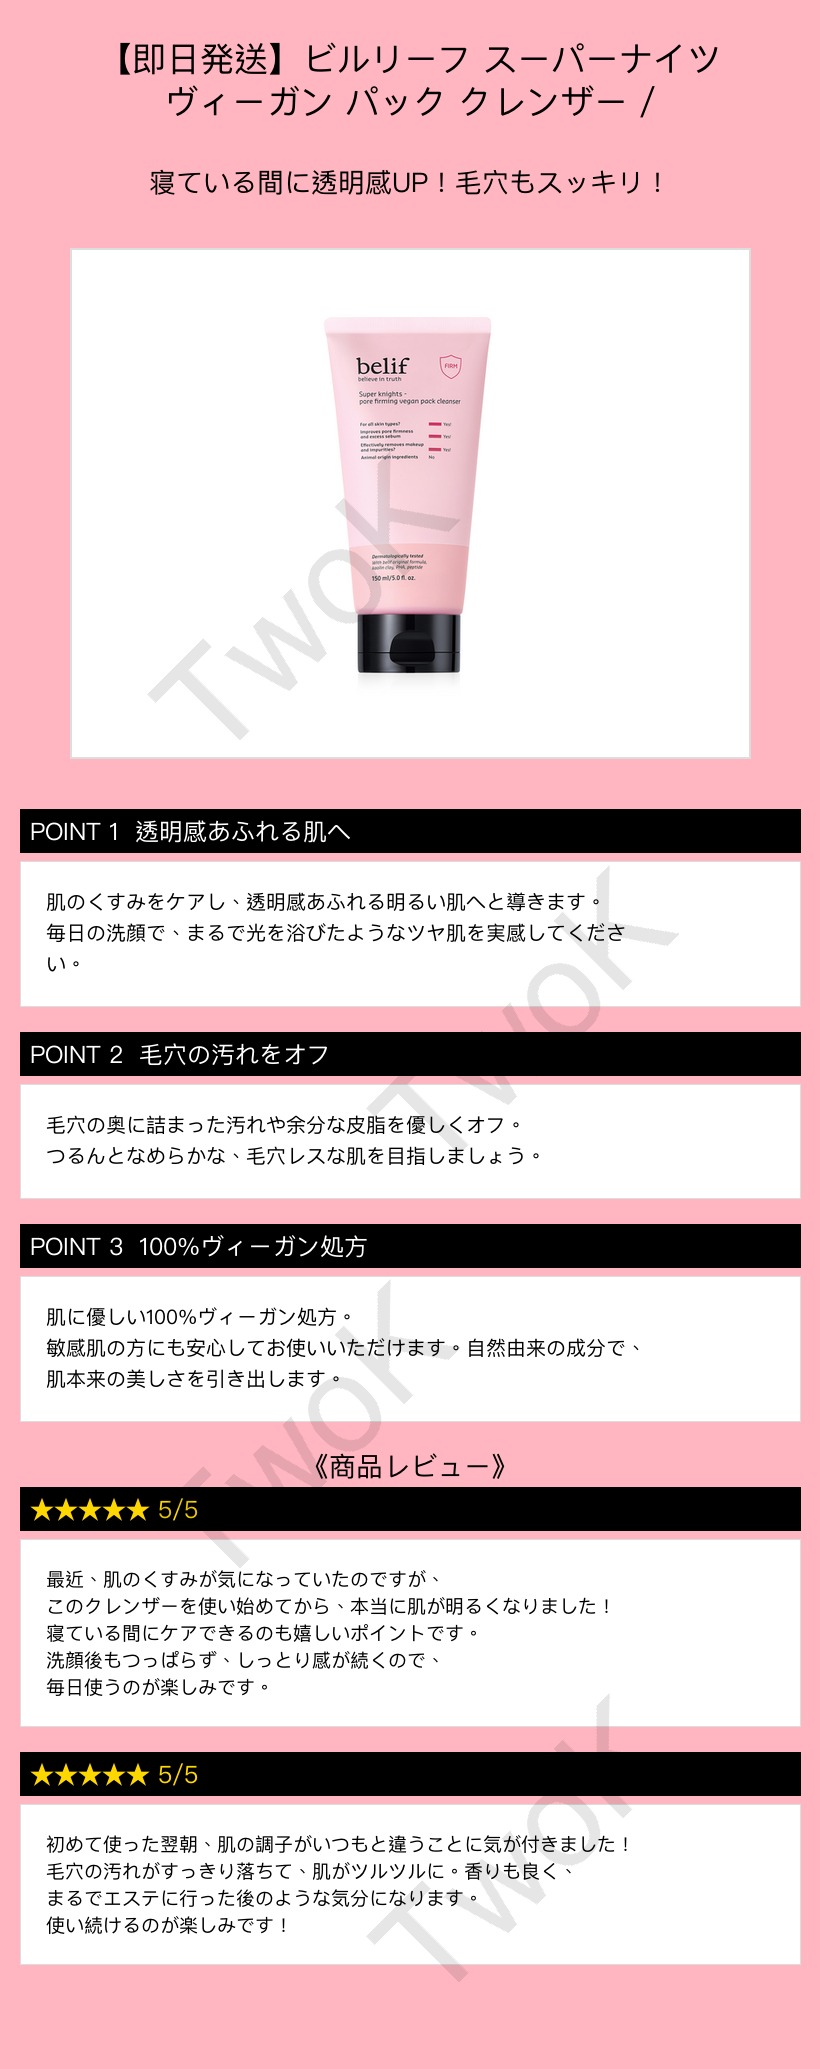 【即日発送】ビルリーフ スーパーナイツ
ヴィーガン パック クレンザー /
寝ている間に透明感UP！毛穴もスッキリ！
belif
believe in truth
FIRM
Super knights -
pore firming vegan pack cleanser
For all skin types? Yes!
Improves pore firmness
and excess sebum Yes!
Effectively removes makeup
and impurities? Yes!
Animal origin ingredients No
Dermatologically tested
With belif original formula,
kaolin clay, PHA, peptide
150 ml/5.0 fl. oz.
TwoK
POINT 1 透明感あふれる肌へ
肌のくすみをケアし、透明感あふれる明るい肌へと導きます。
毎日の洗顔で、まるで光を浴びたようなツヤ肌を実感してくださ
い。
TwoK
POINT 2 毛穴の汚れをオフ
毛穴の奥に詰まった汚れや余分な皮脂を優しくオフ。
つるんとなめらかな、毛穴レスな肌を目指しましょう。
POINT 3 100%ヴィーガン処方
肌に優しい100%ヴィーガン処方。
敏感肌の方にも安心してお使いいただけます。自然由来の成分で、
肌本来の美しさを引き出します。
TwoK
《商品レビュー》
★★★★★ 5/5
最近、肌のくすみが気になっていたのですが、
このクレンザーを使い始めてから、本当に肌が明るくなりました！
寝ている間にケアできるのも嬉しいポイントです。
洗顔後もつっぱらず、しっとり感が続くので、
毎日使うのが楽しみです。
★★★★★ 5/5
初めて使った翌朝、肌の調子がいつもと違うことに気が付きました！
毛穴の汚れがすっきり落ちて、肌がツルツルに。香りも良く、
まるでエステに行った後のような気分になります。
使い続けるのが楽しみです！
TwoK